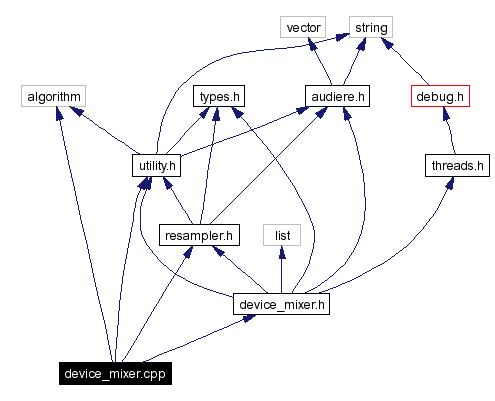 vector
string
algorithm
types.h
audiere.h
debug.h
utility.h
threads.h
resampler.h
list
device_mixer.h
device_mixer.cpp